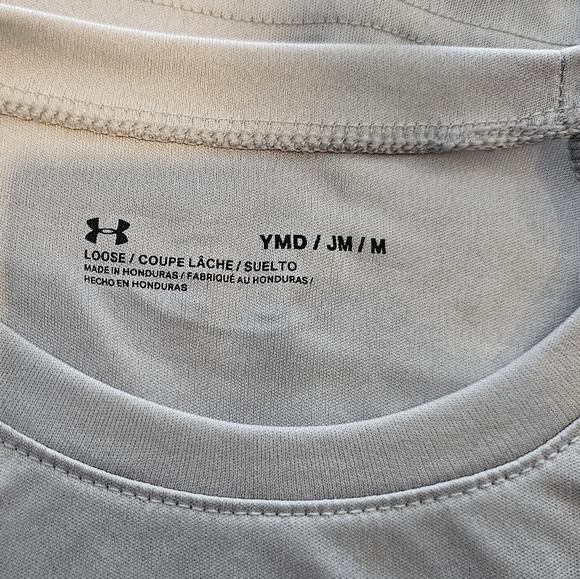 YMD / JM / M
LOOSE / COUPE LÂCHE / SUELTO
MADE IN HONDURAS / FABRIQUÉ AU HONDURAS /
HECHO EN HONDURAS